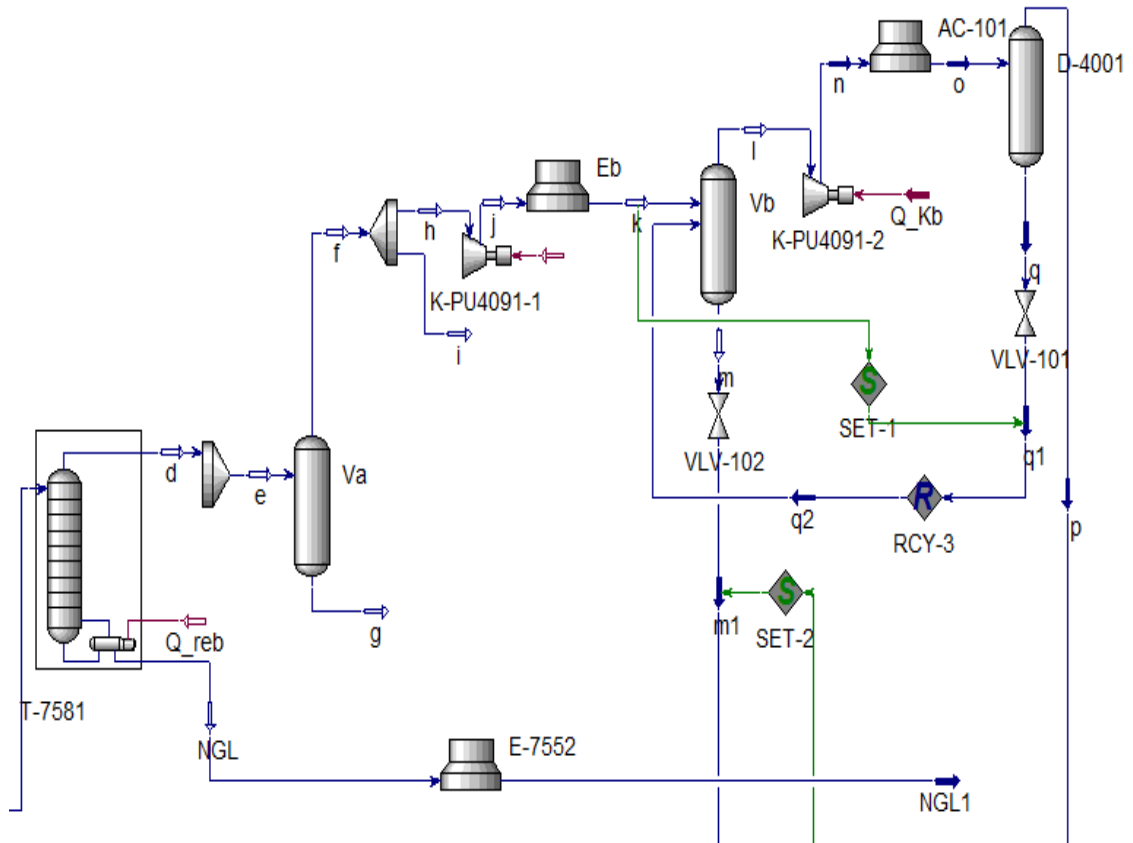 AC-101
D-4001
n
o
l
Eb
Vb
Q_Kb
K-PU4091-2
h
j
k
f
q
K-PU4091-1
i
VLV-101
m
S
SET-1
VLV-102
q1
d
e
Va
R
q2
RCY-3
p
S
m1
SET-2
g
Q_reb
T-7581
NGL
E-7552
NGL1